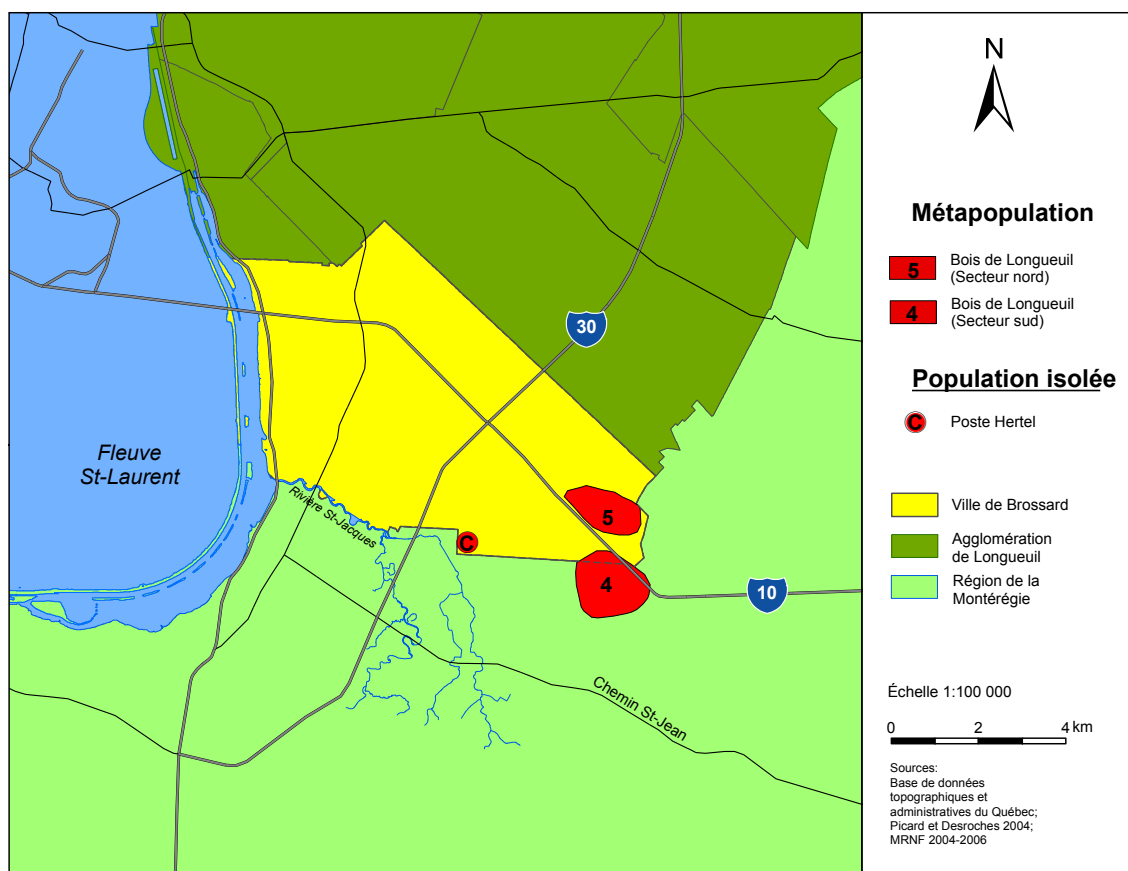 N
Métapopulation
5
Bois de Longueuil
(Secteur nord)
4
Bois de Longueuil
(Secteur sud)
Population isolée
C
Poste Hertel
Ville de Brossard
Agglomération
de Longueuil
Région de la
Montérégie
Échelle 1:100 000
0 2 4 km
Sources:
Base de données
topographiques et
administratives du Québec;
Picard et Desroches 2004;
MRNF 2004-2006
30
Fleuve
St-Laurent
Rivière St-Jacques
5
C
4
10
Chemin St-Jean